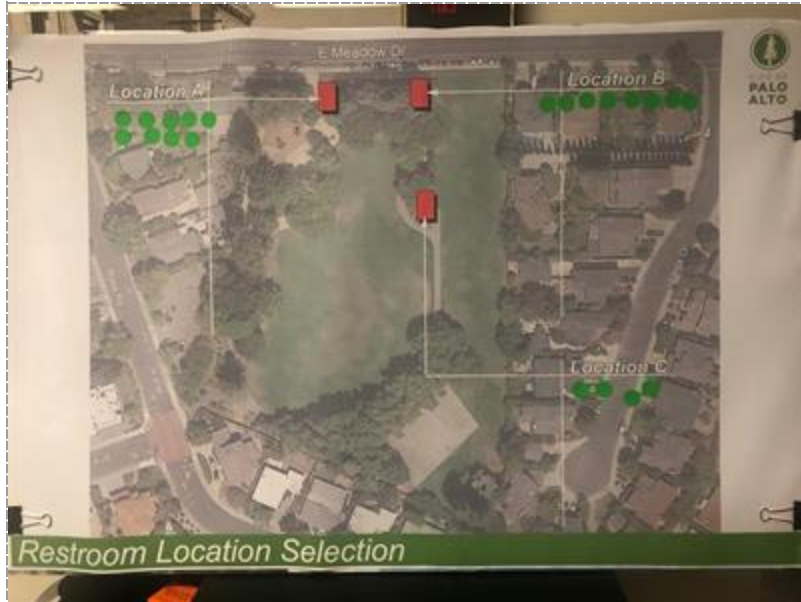 E Meadow Dr
Location A
Location B
CITY OF
PALO
ALTO
Location C
Restroom Location Selection